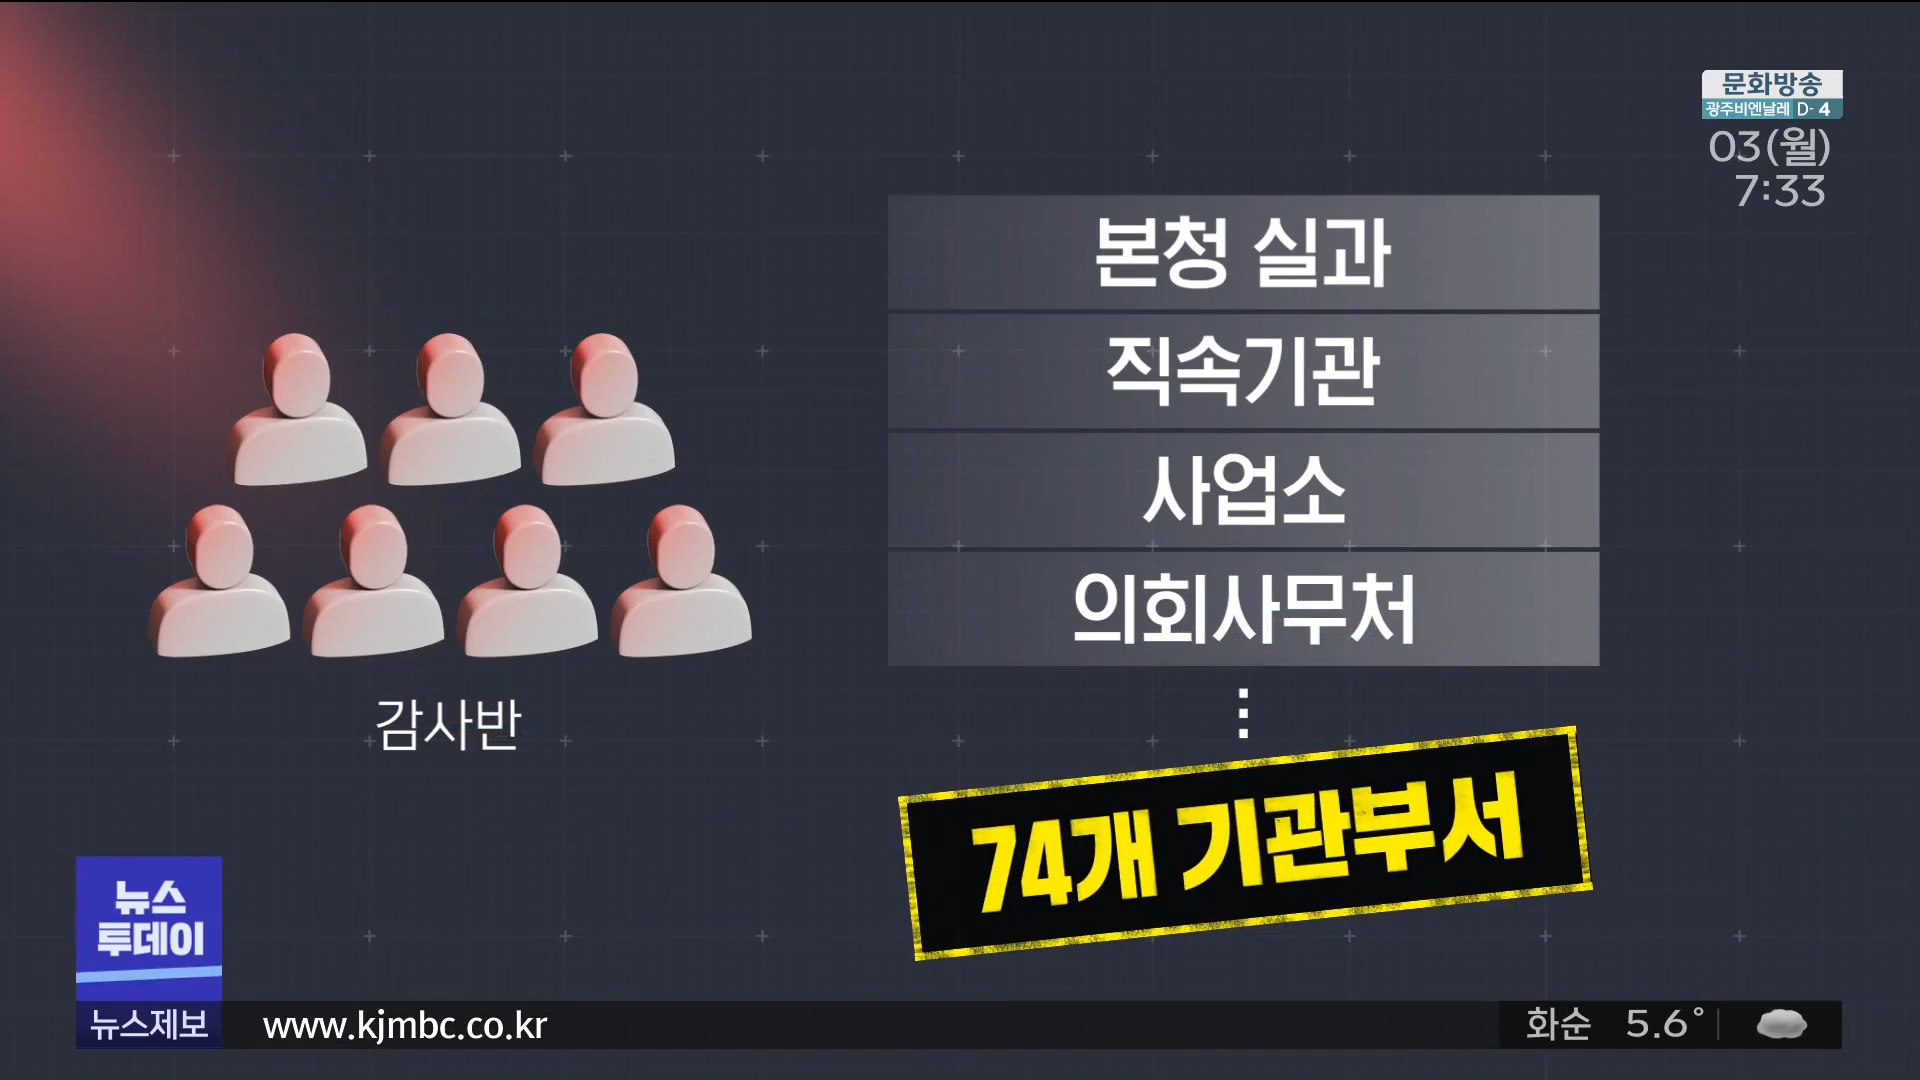 문화방송
광주비엔날레 D- 4
03(월)
7:33
본청 실과
직속기관
사업소
의회사무처
⋮
감사반
74개 기관부서
뉴스
투데이
뉴스제보 www.kjmbc.co.kr
화순 5.6°